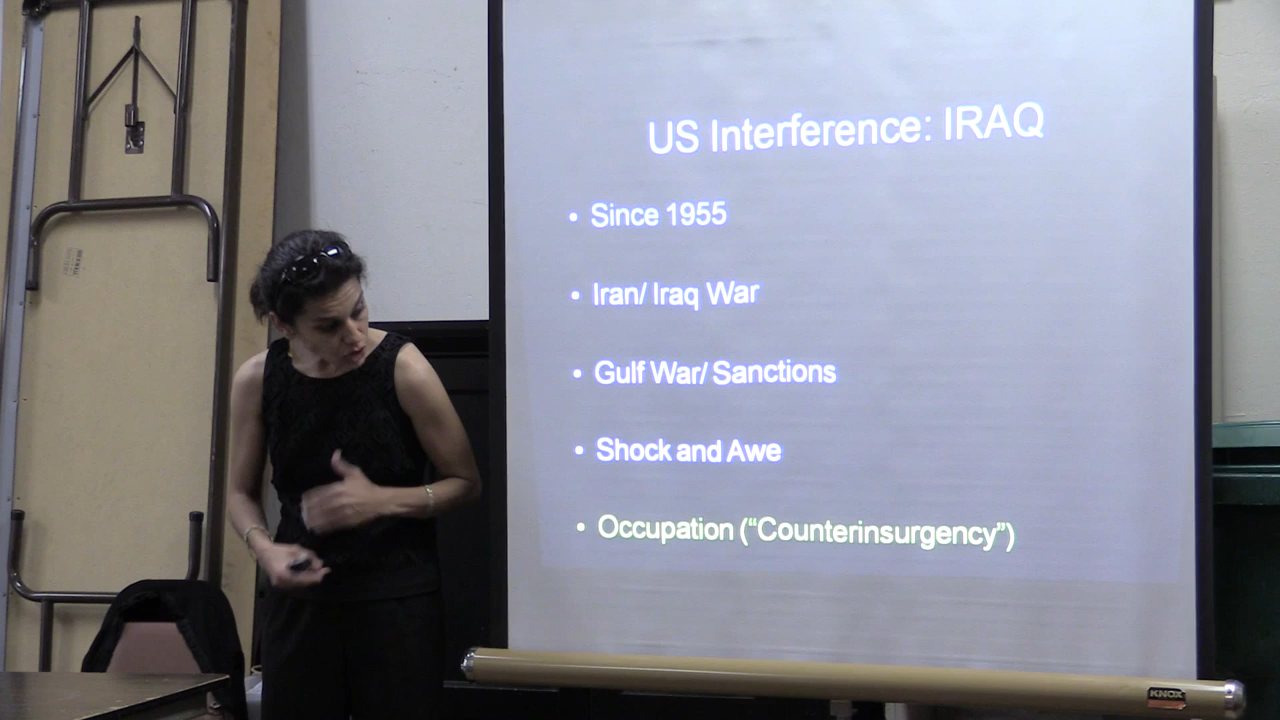 US Interference: IRAQ
• Since 1955
• Iran/ Iraq War
• Gulf War/ Sanctions
• Shock and Awe
• Occupation (“Counterinsurgency”)
KNOX